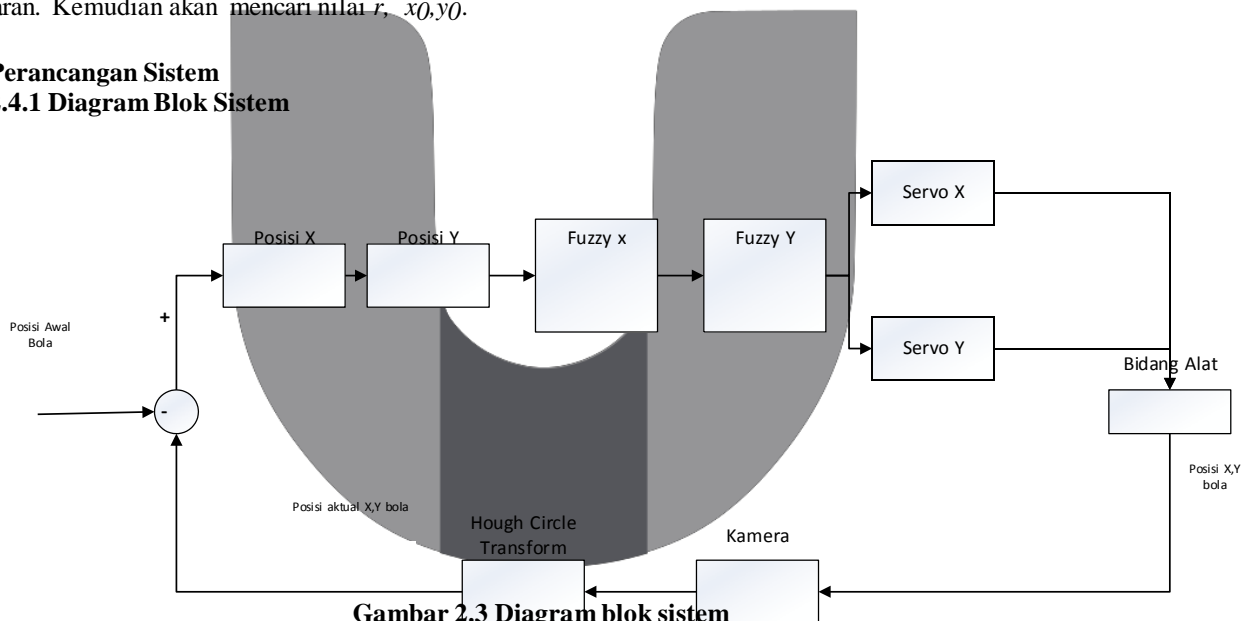 aran. Kemudian akan mencari nilai r, x0,y0.
Perancangan Sistem
.4.1 Diagram Blok Sistem
Servo X
Posisi X
Posisi Y
Fuzzy x
Fuzzy Y
+
Posisi Awal
Bola
Servo Y
Bidang Alat
-
Posisi X,Y
bola
Posisi aktual X,Y bola
Hough Circle
Transform
Kamera
Gambar 2.3 Diagram blok sistem